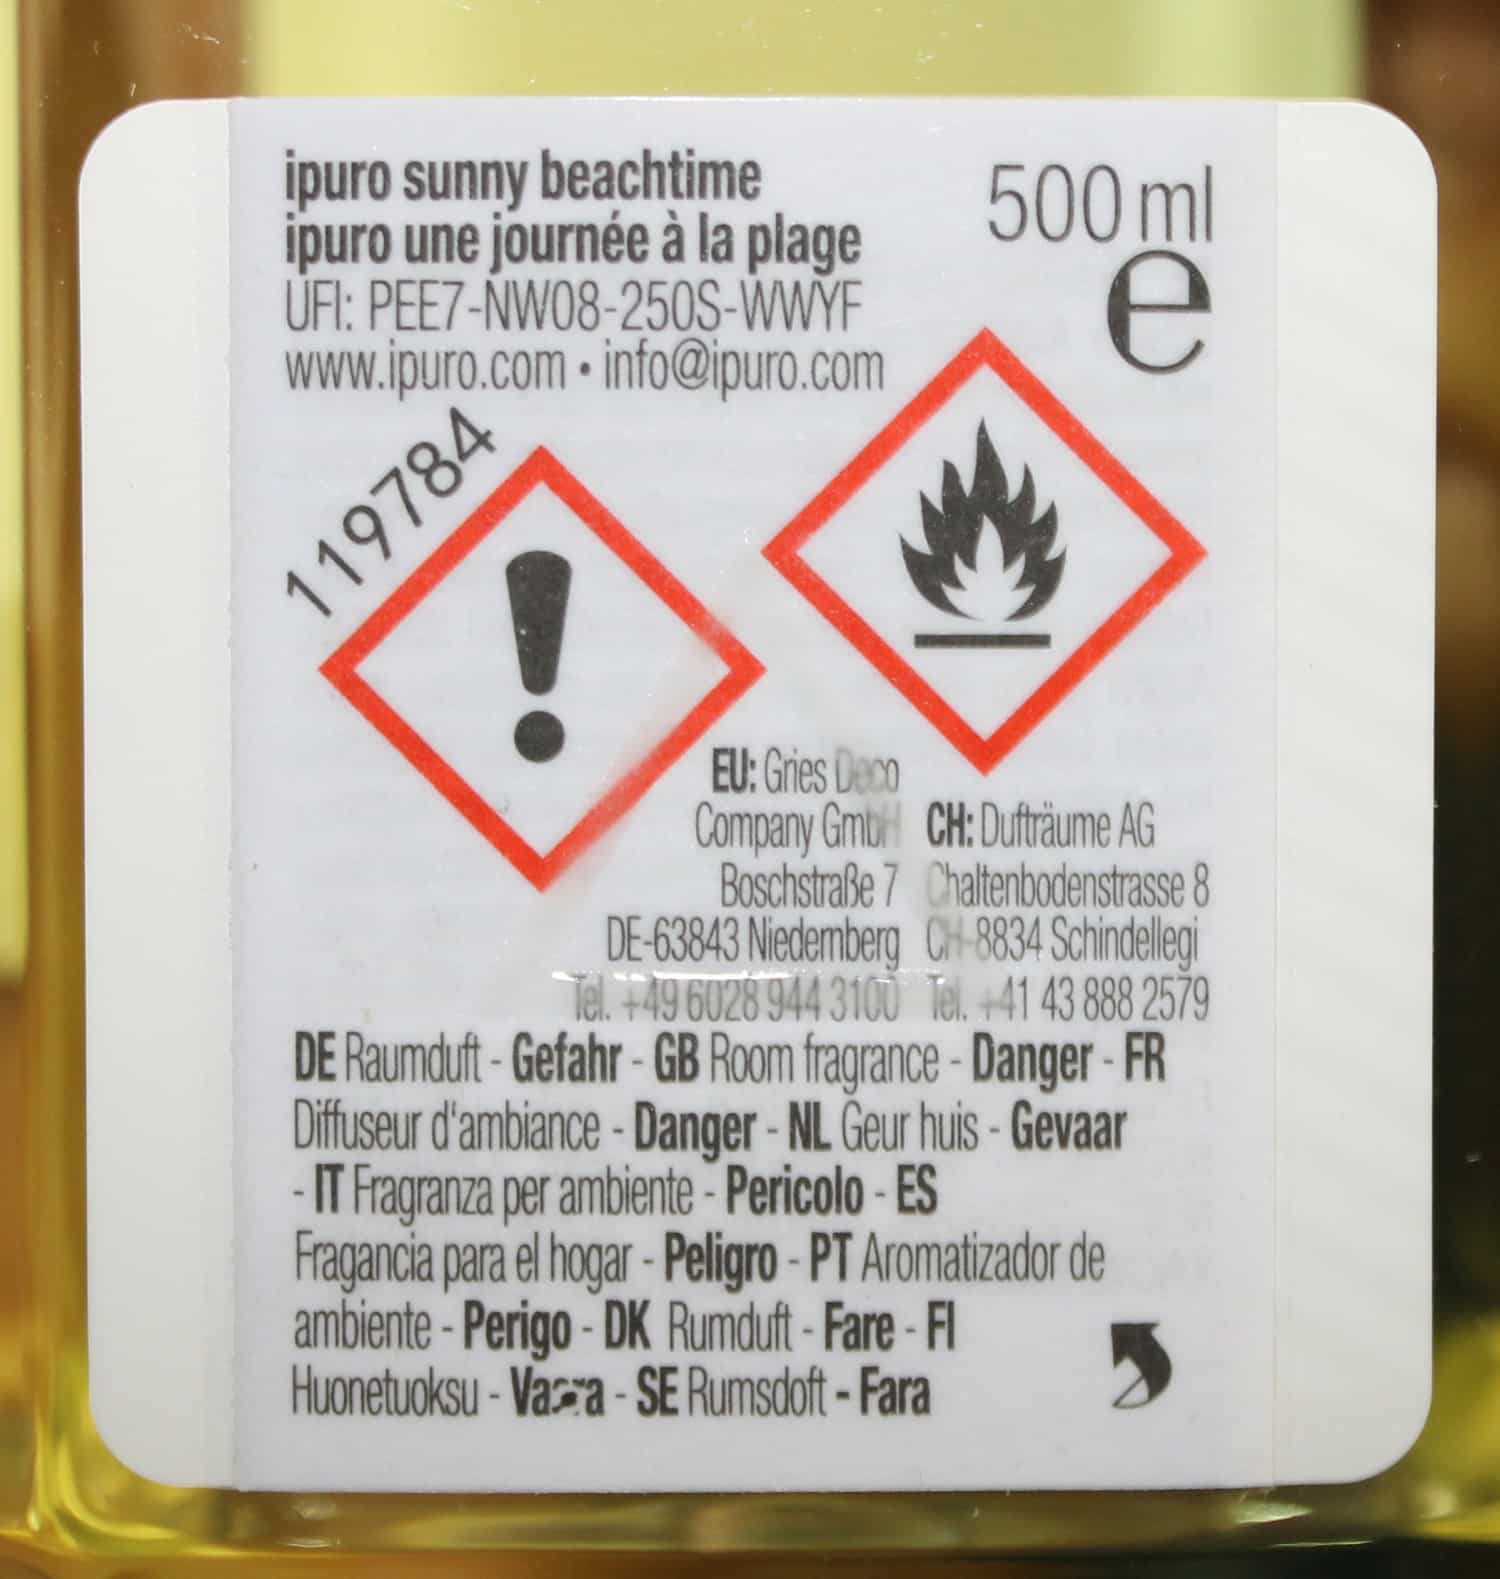 ipuro sunny beachtime
ipuro une journée à la plage
UFI: PEE7-NW08-250S-WWYF
www.ipuro.com • info@ipuro.com
500 ml
e
119784
EU: Gries Deco
Company GmbH
Boschstraße 7
DE-63843 Niedernberg
Tel. +49 6028 944 3100
CH: Dufträume AG
Chaltenbodenstrasse 8
CH-8834 Schindellegi
Tel. +41 43 888 2579
DE Raumduft - Gefahr - GB Room fragrance - Danger - FR
Diffuseur d'ambiance - Danger - NL Geur huis - Gevaar
- IT Fragranza per ambiente - Pericolo - ES
Fragancia para el hogar - Peligro - PT Aromatizador de
ambiente - Perigo - DK Rumduft - Fare - FI
Huonetuoksu - Vaara - SE Rumsdoft - Fara